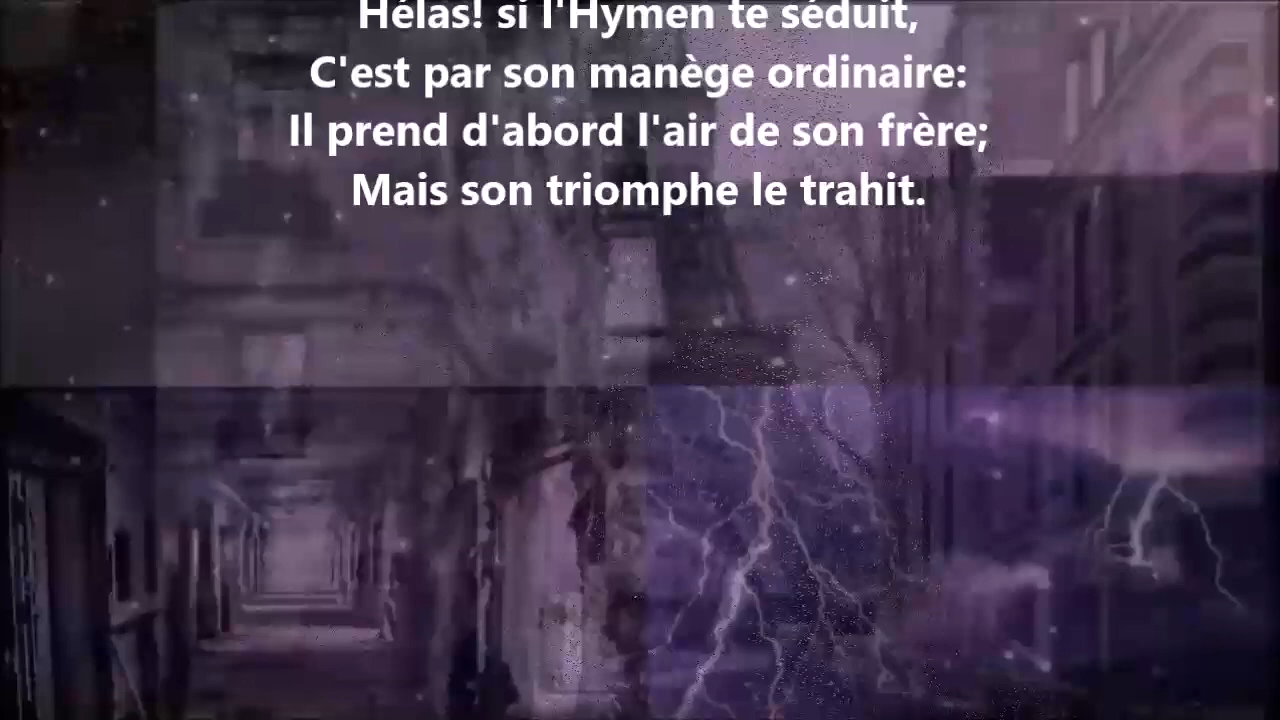 Hélas! si l'Hymen te séduit,
C'est par son manège ordinaire:
Il prend d'abord l'air de son frère;
Mais son triomphe le trahit.